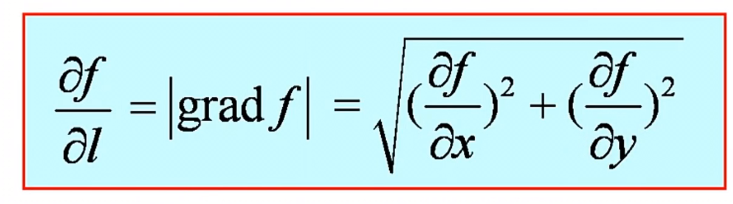 ∂f/∂l = |grad f| = √((∂f/∂x)² + (∂f/∂y)²)